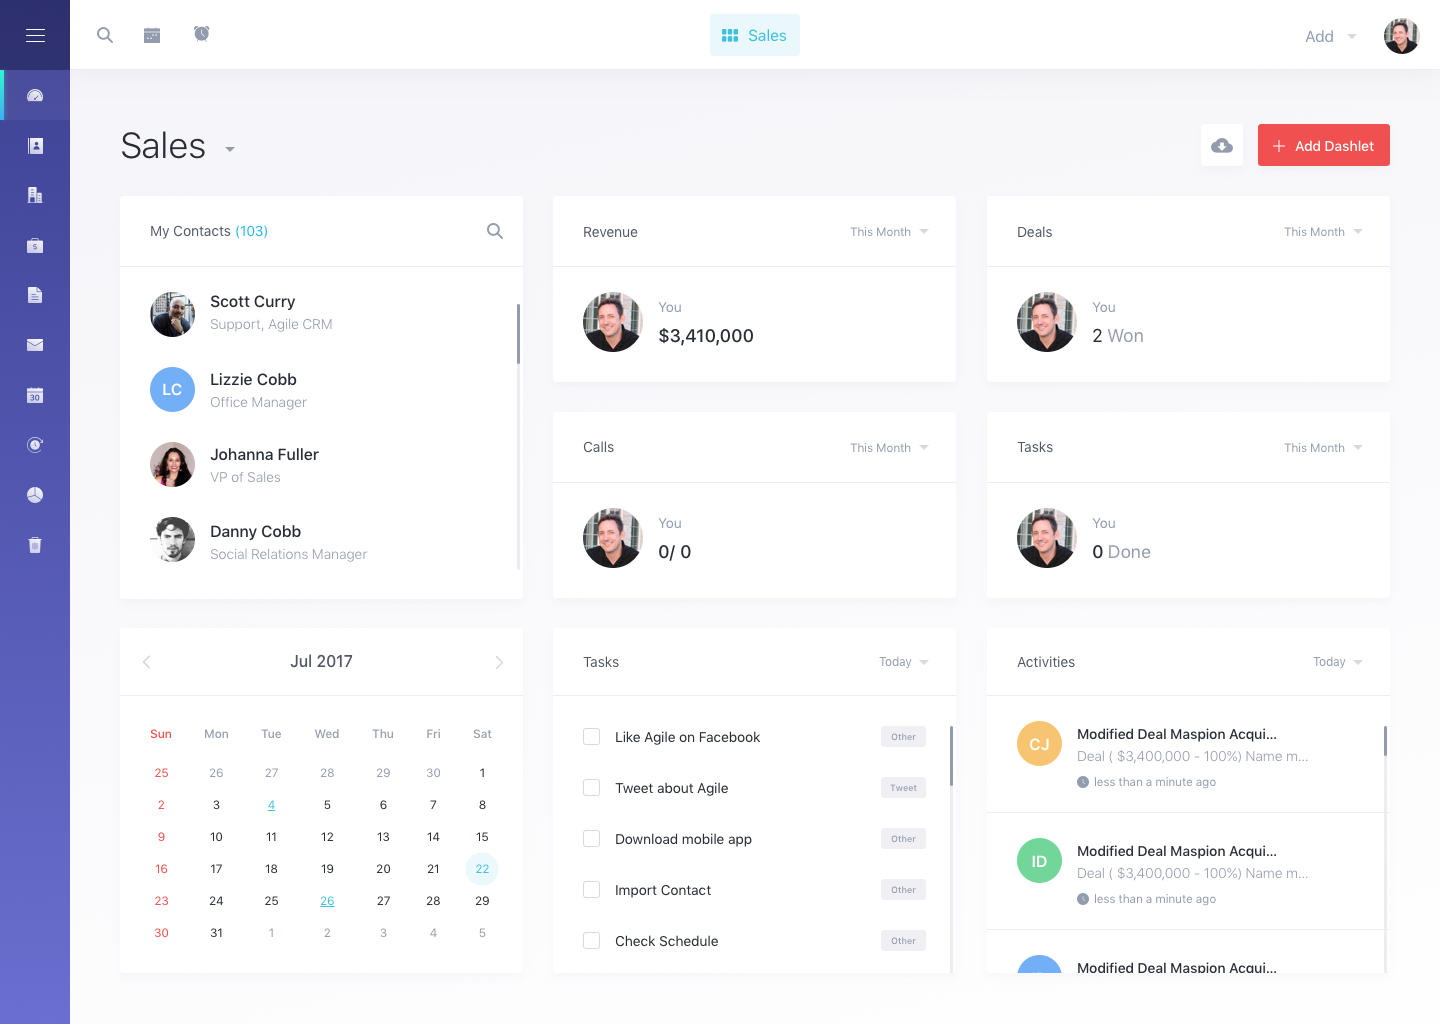 Sales
Add
Sales
Add Dashlet
My Contacts (103)
Scott Curry
Support, Agile CRM
LC
Lizzie Cobb
Office Manager
Johanna Fuller
VP of Sales
Danny Cobb
Social Relations Manager
Revenue
This Month
You
$3,410,000
Deals
This Month
You
2 Won
Calls
This Month
You
0/ 0
Tasks
This Month
You
0 Done
Jul 2017
Sun Mon Tue Wed Thu Fri Sat
25 26 27 28 29 30 1
2 3 4 5 6 7 8
9 10 11 12 13 14 15
16 17 18 19 20 21 22
23 24 25 26 27 28 29
30 31 1 2 3 4 5
Tasks
Today
Like Agile on Facebook Other
Tweet about Agile Tweet
Download mobile app Other
Import Contact Other
Check Schedule Other
Activities
Today
CJ
Modified Deal Maspion Acqui...
Deal ( $3,400,000 - 100%) Name m...
less than a minute ago
ID
Modified Deal Maspion Acqui...
Deal ( $3,400,000 - 100%) Name m...
less than a minute ago
Modified Deal Maspion Acqui...
30
$